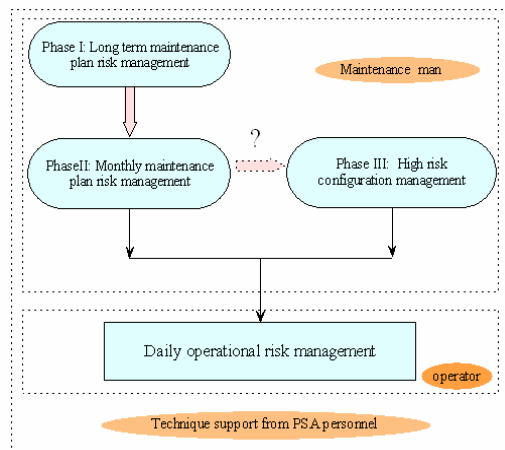 Phase I: Long term maintenance
plan risk management
Maintenance man
?
PhaseII: Monthly maintenance
plan risk management
Phase III: High risk
configuration management
Daily operational risk management
operator
Technique support from PSA personnel